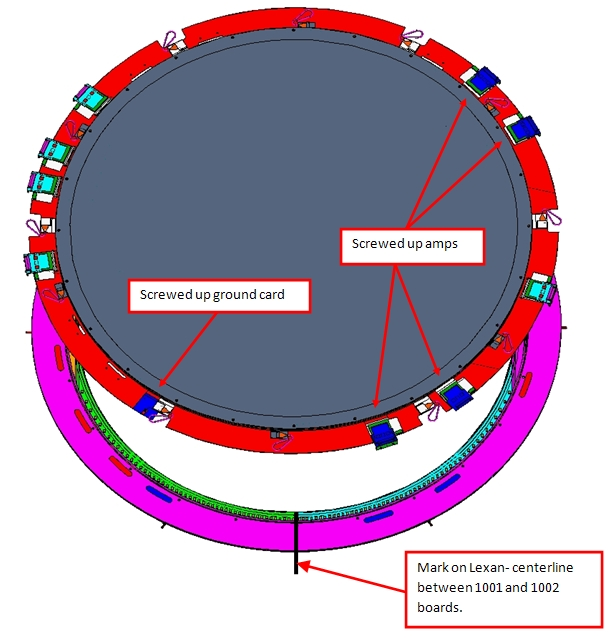 Screwed up amps
Screwed up ground card
Mark on Lexan- centerline
between 1001 and 1002
boards.